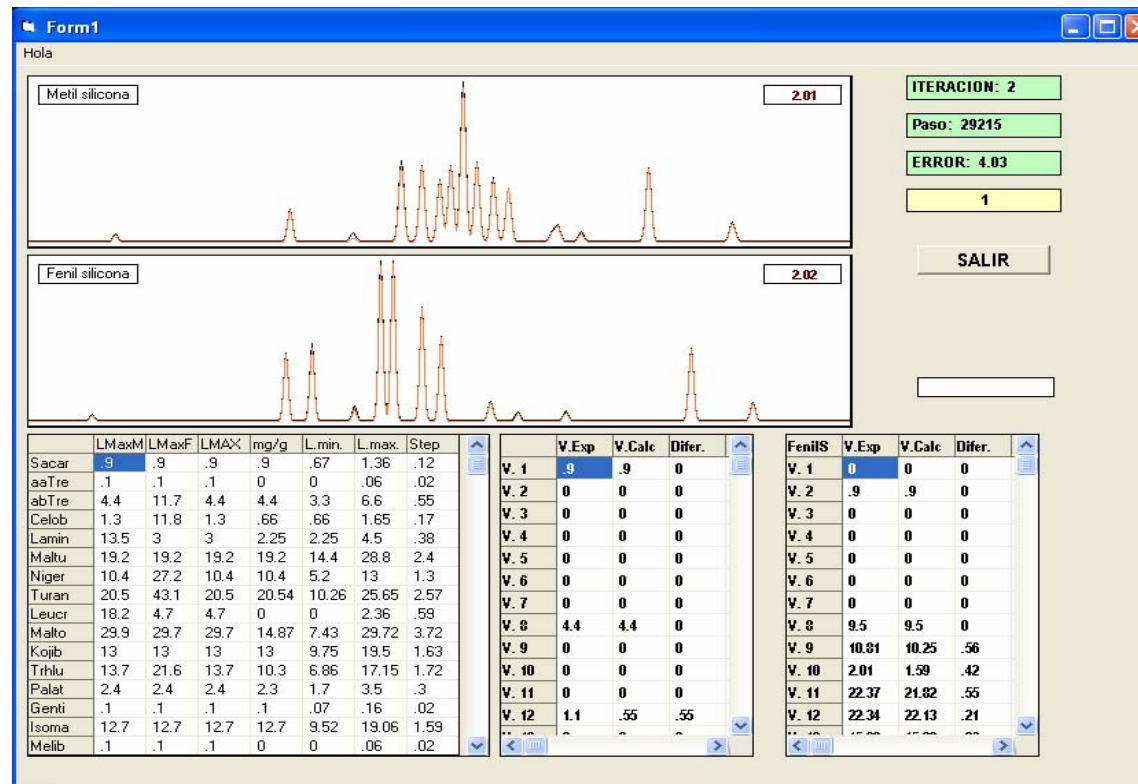 Form1
Hola
Metil silicona
2.01
ITERACION: 2
Paso: 29215
ERROR: 4.03
1
SALIR
Fenil silicona
2.02
LMaxM LMaxF LMAX mg/g L.min. L.max. Step
Sacar .9 .9 .9 .9 .67 1.36 .12
aaTre .1 .1 .1 0 0 .06 .02
abTre 4.4 11.7 4.4 4.4 3.3 6.6 .55
Celob 1.3 11.8 1.3 .66 .66 1.65 .17
Lamin 13.5 3 3 2.25 2.25 4.5 .38
Maltu 19.2 19.2 19.2 19.2 14.4 28.8 2.4
Niger 10.4 27.2 10.4 10.4 5.2 13 1.3
Turan 20.5 43.1 20.5 20.54 10.26 25.65 2.57
Leucr 18.2 4.7 4.7 0 0 2.36 .59
Malto 29.9 29.7 29.7 14.87 7.43 29.72 3.72
Kojib 13 13 13 13 9.75 19.5 1.63
Trhlu 13.7 21.6 13.7 10.3 6.86 17.15 1.72
Palat 2.4 2.4 2.4 2.3 1.7 3.5 .3
Genti .1 .1 .1 .1 .07 .16 .02
Isoma 12.7 12.7 12.7 12.7 9.52 19.06 1.59
Melib .1 .1 .1 0 0 .06 .02
V.Exp V.Calc Difer.
V. 1 .9 .9 0
V. 2 0 0 0
V. 3 0 0 0
V. 4 0 0 0
V. 5 0 0 0
V. 6 0 0 0
V. 7 0 0 0
V. 8 4.4 4.4 0
V. 9 0 0 0
V. 10 0 0 0
V. 11 0 0 0
V. 12 1.1 .55 .55
FenilS V.Exp V.Calc Difer.
V. 1 0 0 0
V. 2 .9 .9 0
V. 3 0 0 0
V. 4 0 0 0
V. 5 0 0 0
V. 6 0 0 0
V. 7 0 0 0
V. 8 9.5 9.5 0
V. 9 10.81 10.25 .56
V. 10 2.01 1.59 .42
V. 11 22.37 21.82 .55
V. 12 22.34 22.13 .21